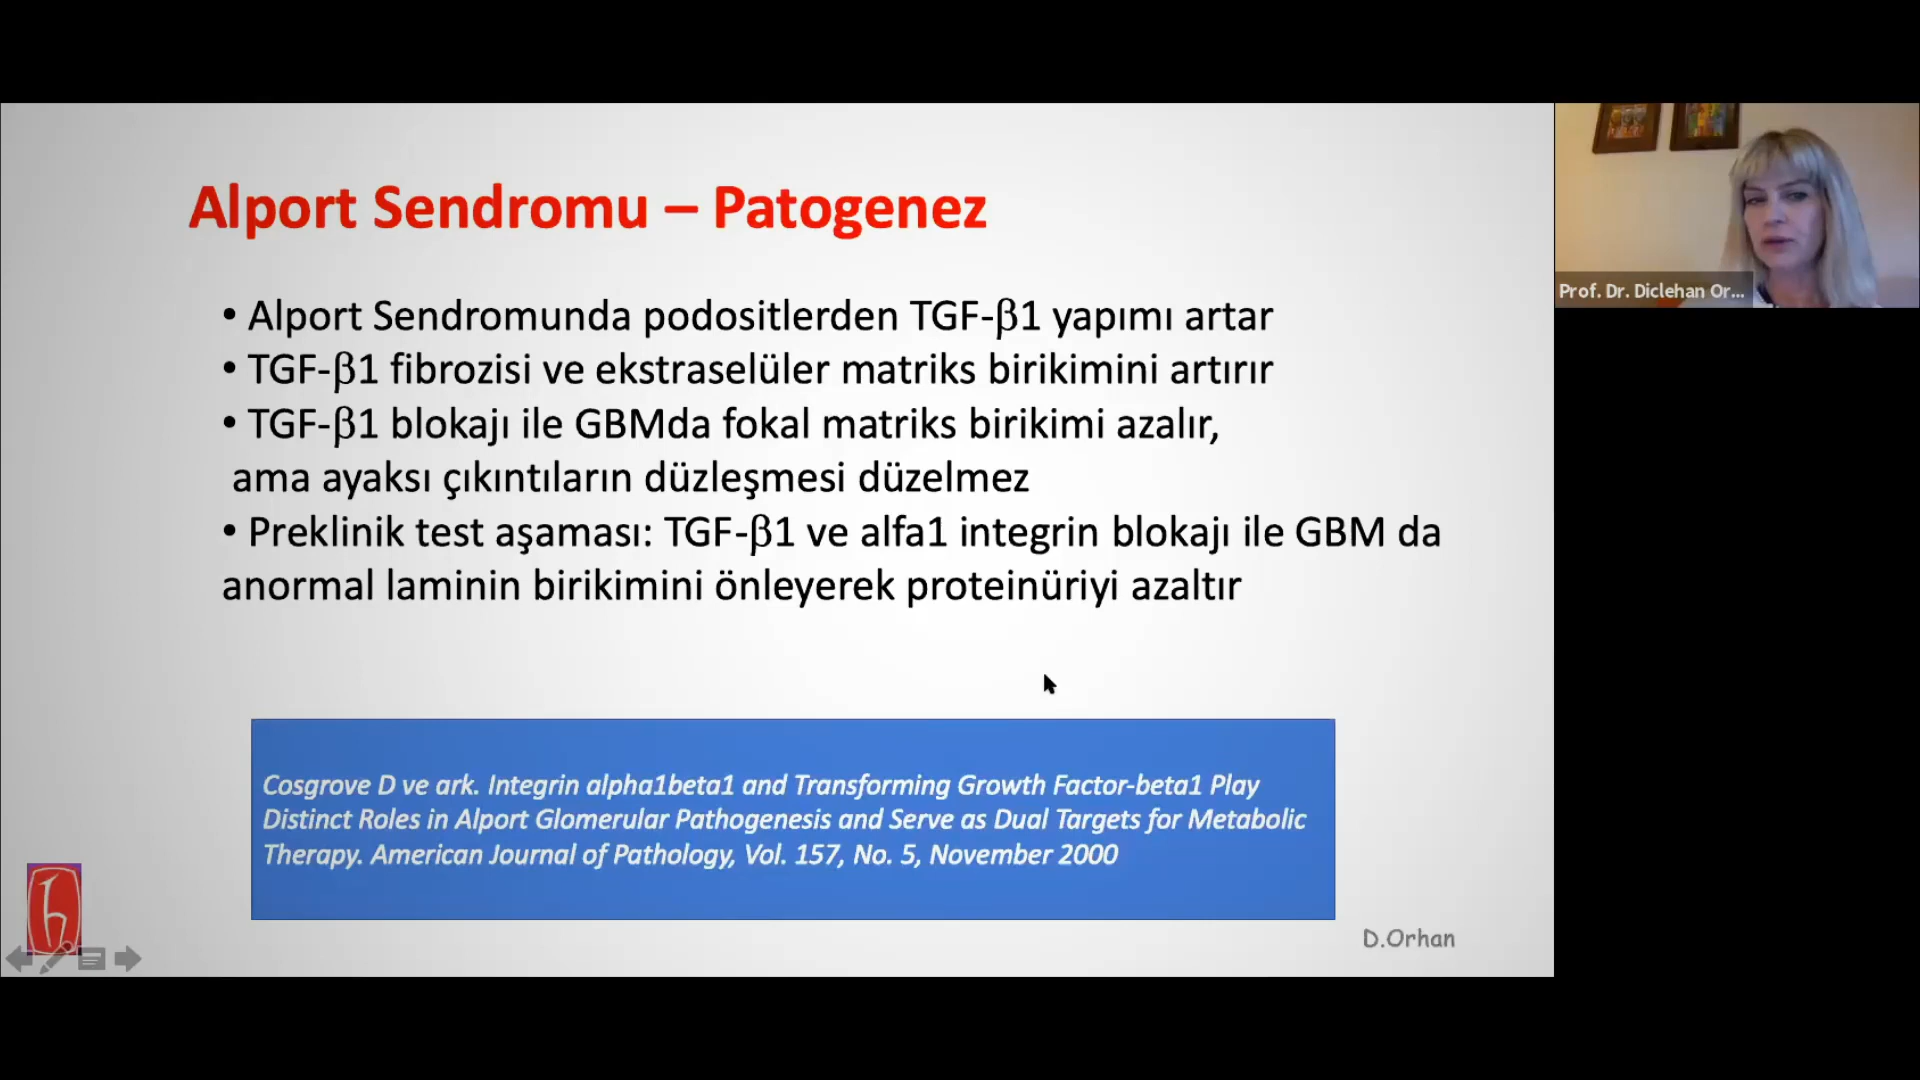 Alport Sendromu – Patogenez
• Alport Sendromunda podositlerden TGF-β1 yapımı artar
• TGF-β1 fibrozisi ve ekstraselüler matriks birikimini artırır
• TGF-β1 blokajı ile GBMda fokal matriks birikimi azalır,
ama ayaksı çıkıntıların düzleşmesi düzelmez
• Preklinik test aşaması: TGF-β1 ve alfa1 integrin blokajı ile GBM da
anormal laminin birikimini önleyerek proteinüriyi azaltır
Cosgrove D ve ark. Integrin alpha1beta1 and Transforming Growth Factor-beta1 Play
Distinct Roles in Alport Glomerular Pathogenesis and Serve as Dual Targets for Metabolic
Therapy. American Journal of Pathology, Vol. 157, No. 5, November 2000
D.Orhan
Prof. Dr. Diclehan Or...